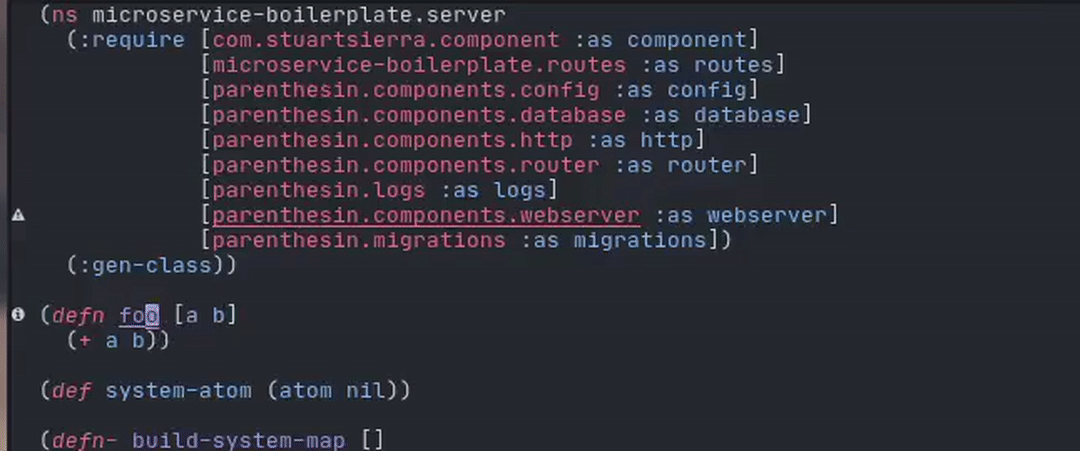 (ns microservice-boilerplate.server
(:require [com.stuartsierra.component :as component]
[microservice-boilerplate.routes :as routes]
[parenthesin.components.config :as config]
[parenthesin.components.database :as database]
[parenthesin.components.http :as http]
[parenthesin.components.router :as router]
[parenthesin.logs :as logs]
[parenthesin.components.webserver :as webserver]
[parenthesin.migrations :as migrations])
(:gen-class))
(defn foo [a b]
(+ a b))
(def system-atom (atom nil))
(defn- build-system-map []